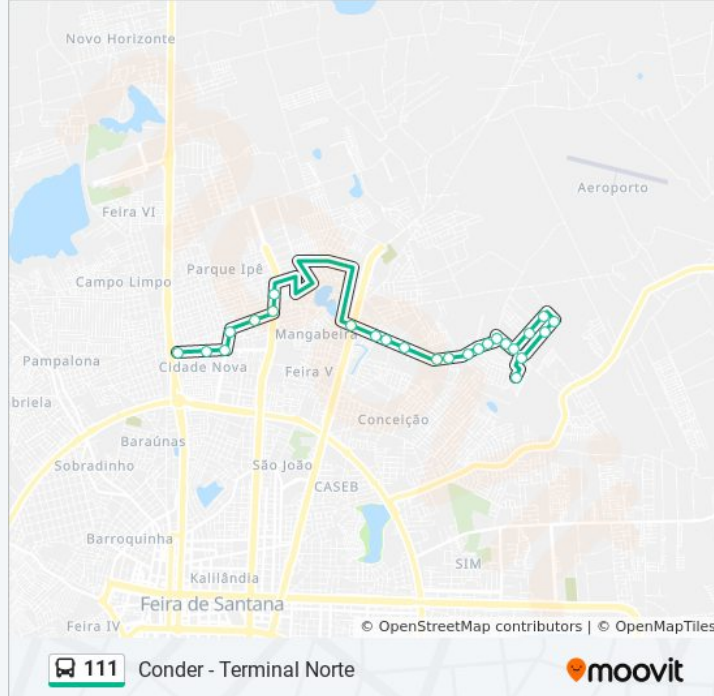 Novo Horizonte
Aeroporto
Feira VI
Parque Ipê
Campo Limpo
Mangabeira
Pampalona
Cidade Nova
Feira V
briela
Conceição
Baraúnas
Sobradinho
São João
CASEB
Barroquinha
SIM
Kalilândia
Feira de Santana
Feira IV
© OpenStreetMap contributors | © OpenMapTiles
111 Conder - Terminal Norte
moovit